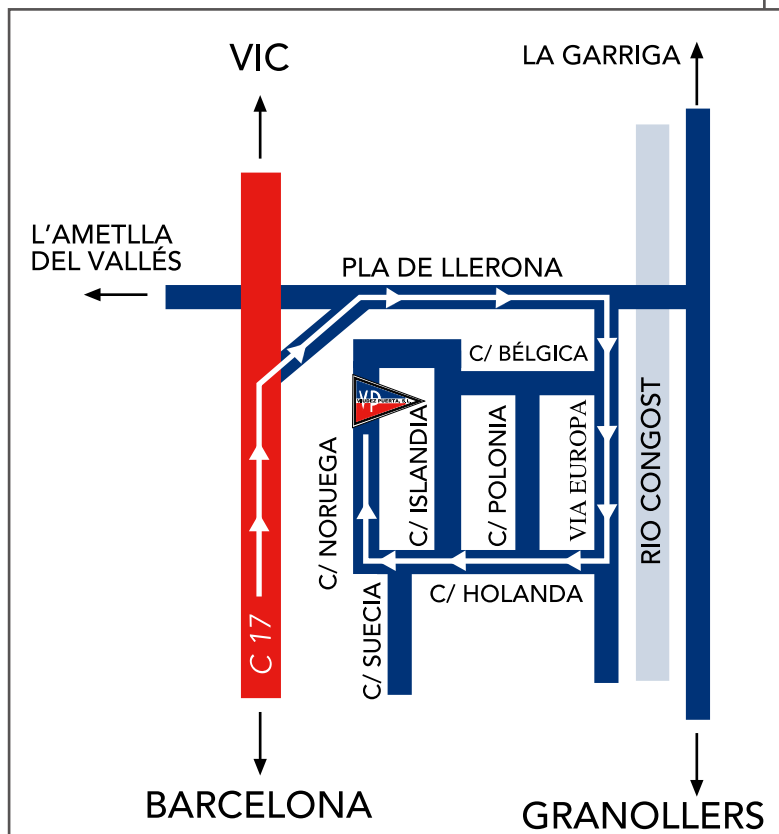 VIC
LA GARRIGA
L'AMETLLA
DEL VALLÉS
PLA DE LLERONA
C/ BÉLGICA
C/ NORUEGA
C/ ISLANDIA
C/ POLONIA
VIA EUROPA
RIO CONGOST
VP
C/ HOLANDA
C/ SUECIA
C 17
BARCELONA
GRANOLLERS